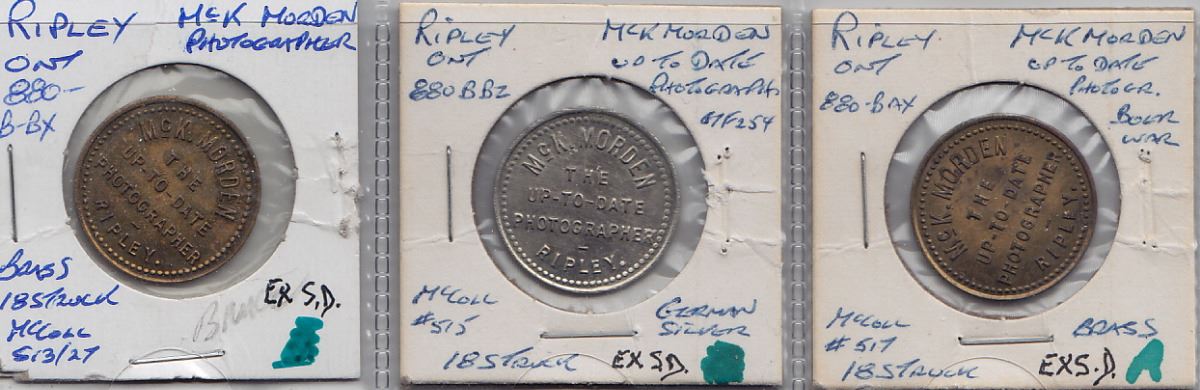 RIPLEY
ONT
880-
B-BX
McK MORDEN
PHOTOGRAPHER
McK. MORDEN
THE
UP-TO-DATE
PHOTOGRAPHER
RIPLEY.
BRASS
18 STRUCK
McColl
513/27
EX S.D.
RIPLEY
ONT
880BBZ
McK MORDEN
UP TO DATE
PHOTOGRAPH
McK. MORDEN
THE
UP-TO-DATE
PHOTOGRAPHER
RIPLEY.
McColl
#515
18 STRUCK
GERMAN
SILVER
EX S.D.
RIPLEY
ONT
880-BAX
McK MORDEN
UP TO DATE
PHOTOGR.
BOER
WAR
McK. MORDEN
THE
UP-TO-DATE
PHOTOGRAPHER
RIPLEY.
McColl
#517
18 STRUCK
BRASS
EX S.D.